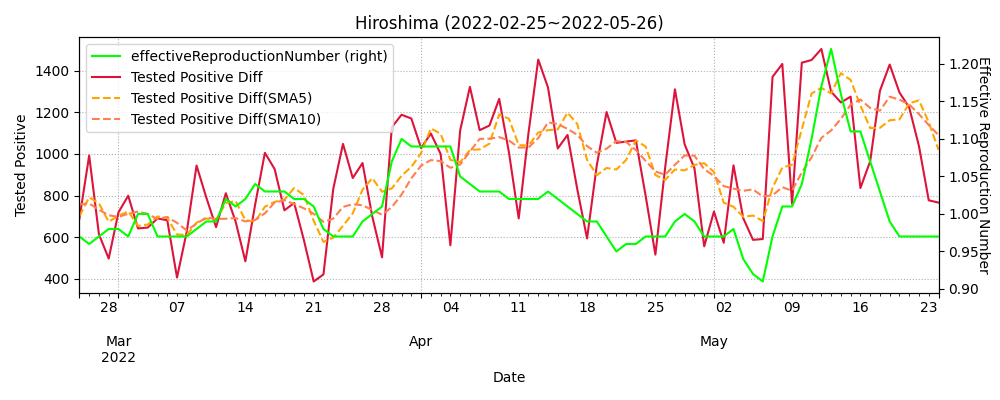 Hiroshima (2022-02-25~2022-05-26)
effectiveReproductionNumber (right)
Tested Positive Diff
Tested Positive Diff(SMA5)
Tested Positive Diff(SMA10)
Tested Positive
1400
1200
1000
800
600
400
Effective Reproduction Number
1.20
1.15
1.10
1.05
1.00
0.95
0.90
28 07 14 21 28 04 11 18 25 02 09 16 23
Mar Apr May
2022
Date